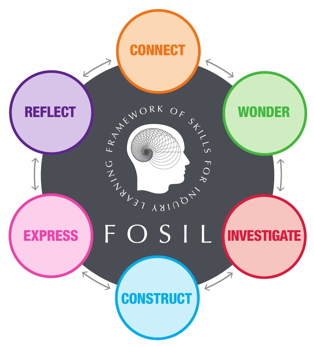 CONNECT
WONDER
INVESTIGATE
CONSTRUCT
EXPRESS
REFLECT
FRAMEWORK OF SKILLS FOR INQUIRY LEARNING
FOSIL